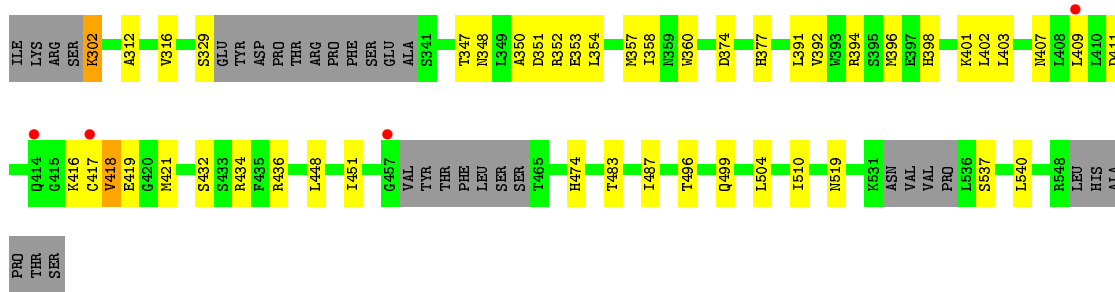 ILE LYS ARG SER K302 A312 V316 S329 GLU TYR ASP PRO THR ARG PRO PHE SER GLU ALA S341 T347 N348 L349 A350 D351 R352 E353 L354 M357 I358 N359 W360 D374 H377 L391 V392 W393 R394 S395 M396 E397 H398 K401 L402 L403 N407 L408 L409 L410
Q414 G415 K416 C417 V418 E419 G420 M421 S432 S433 R434 F435 R436 L448 I451 G457 VAL TYR THR PHE LEU SER SER T465 H474 T483 I487 T496 Q499 L504 I510 N519 K531 ASN VAL VAL PRO L536 S537 L540 R548 LEU HIS ALA
PRO THR SER